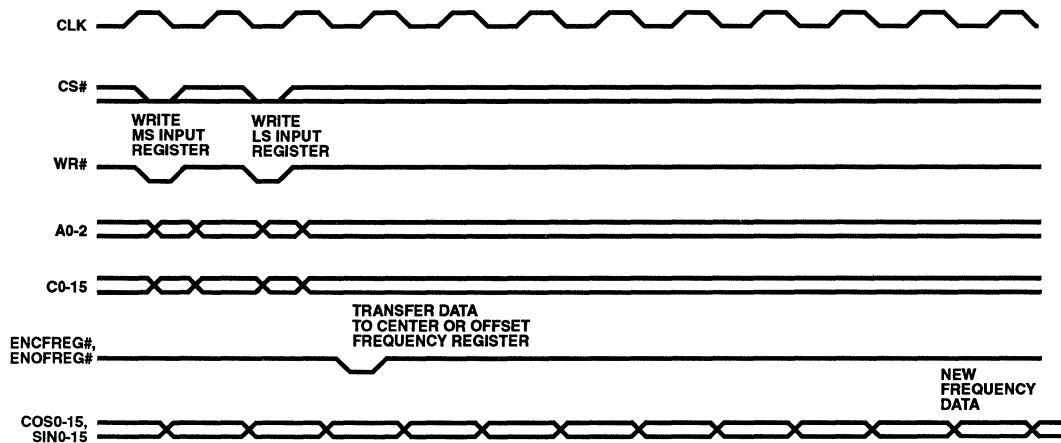 CLK
CS#
WRITE
MS INPUT
REGISTER
WRITE
LS INPUT
REGISTER
WR#
A0-2
C0-15
TRANSFER DATA
TO CENTER OR OFFSET
FREQUENCY REGISTER
ENCFREG#,
ENOFREG#
NEW
FREQUENCY
DATA
COS0-15,
SIN0-15